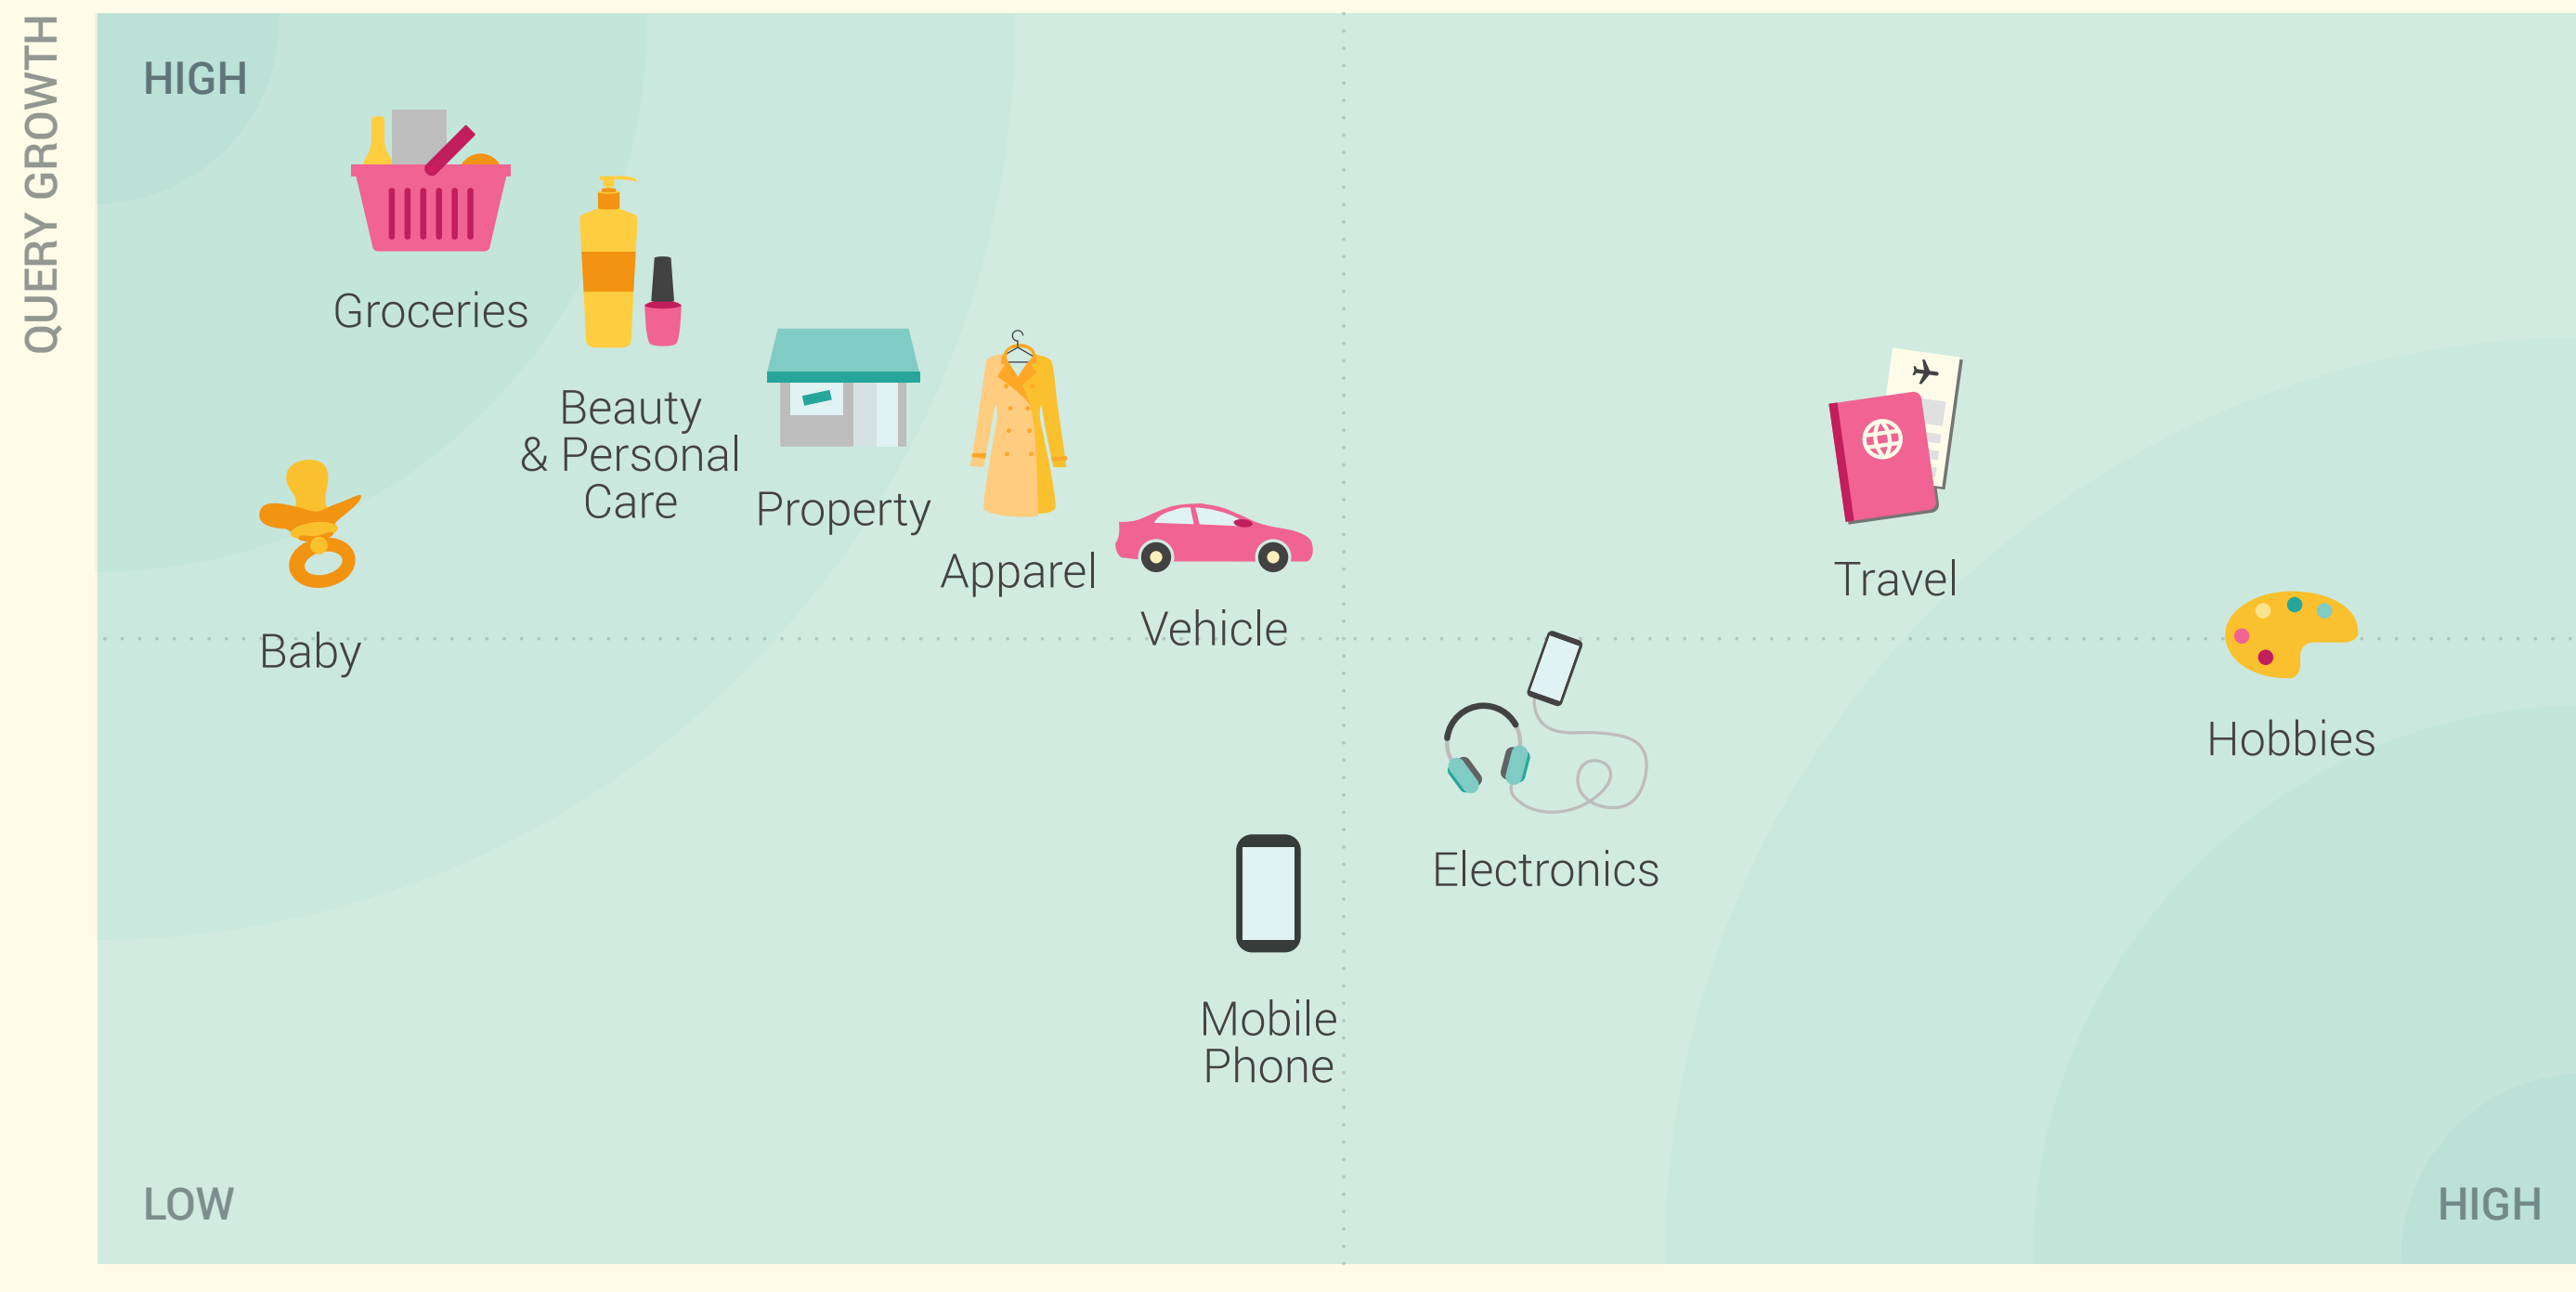 QUERY GROWTH
HIGH
Groceries
Beauty
& Personal
Care
Property
Apparel
Vehicle
Travel
Baby
Hobbies
Electronics
Mobile
Phone
LOW
HIGH